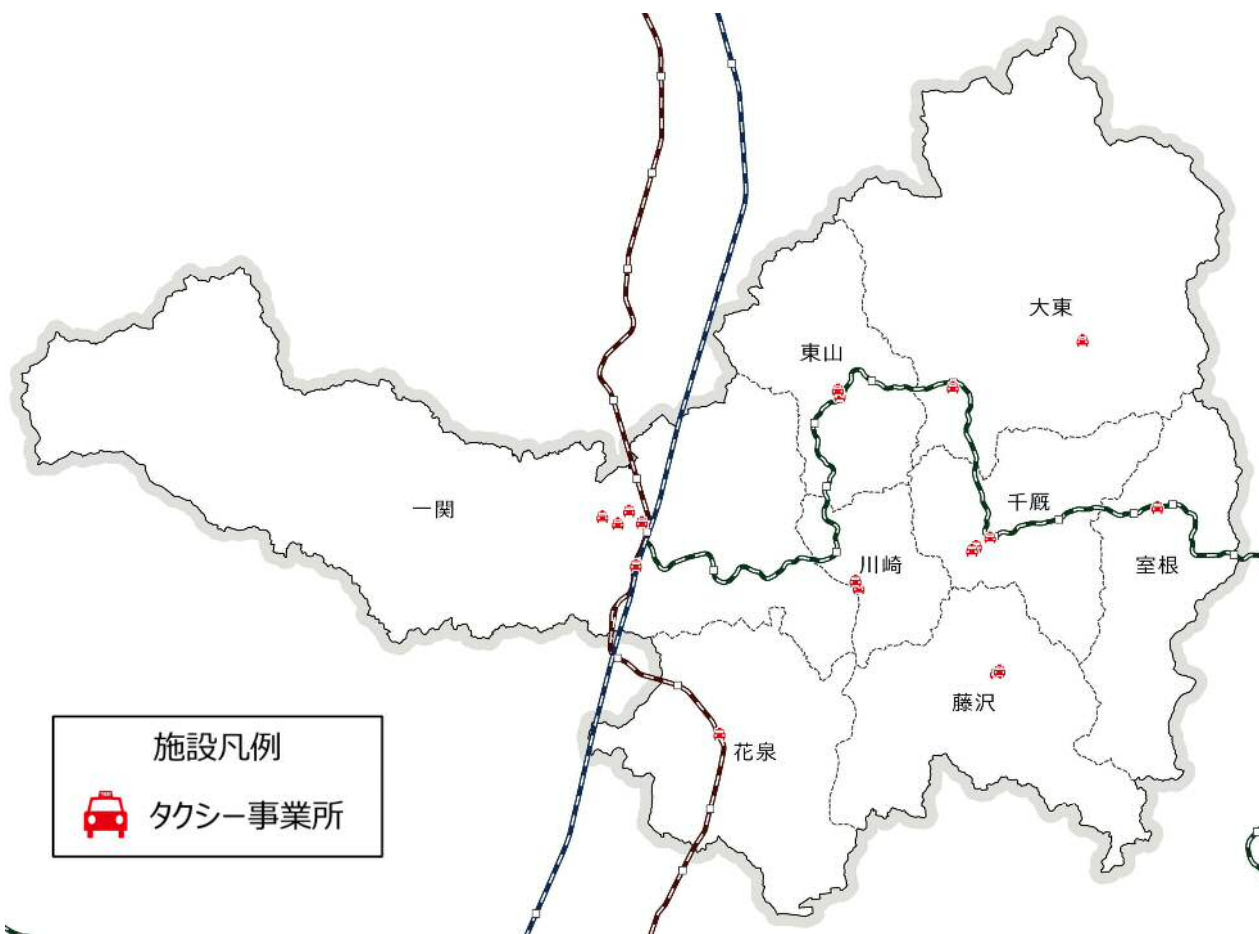 大東
東山
一関
千厩
川崎
室根
藤沢
花泉
施設凡例
タクシー事業所